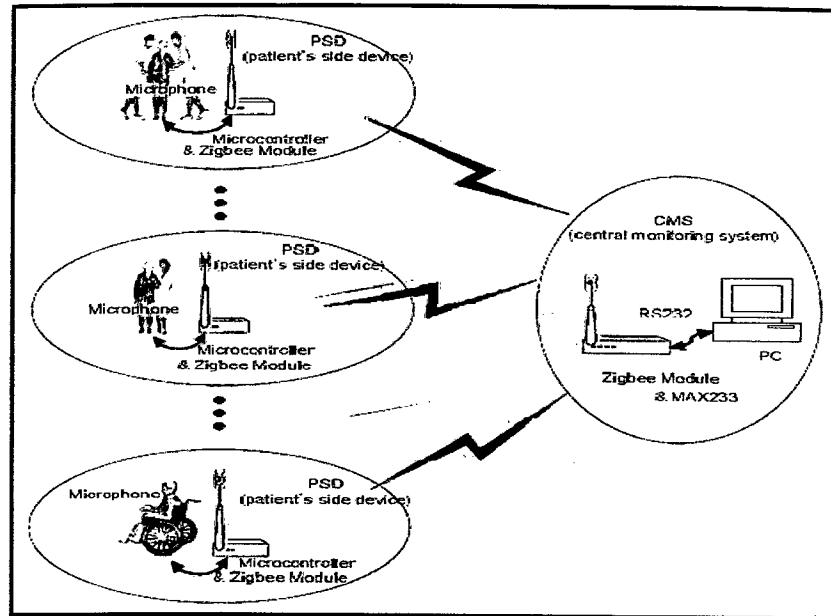 PSD
(patient's side device)
Microphone
Microcontroller
& Zigbee Module
PSD
(patient's side device)
Microphone
Microcontroller
& Zigbee Module
PSD
(patient's side device)
Microphone
Microcontroller
& Zigbee Module
CMS
(central monitoring system)
RS232
PC
Zigbee Module
& MAX233